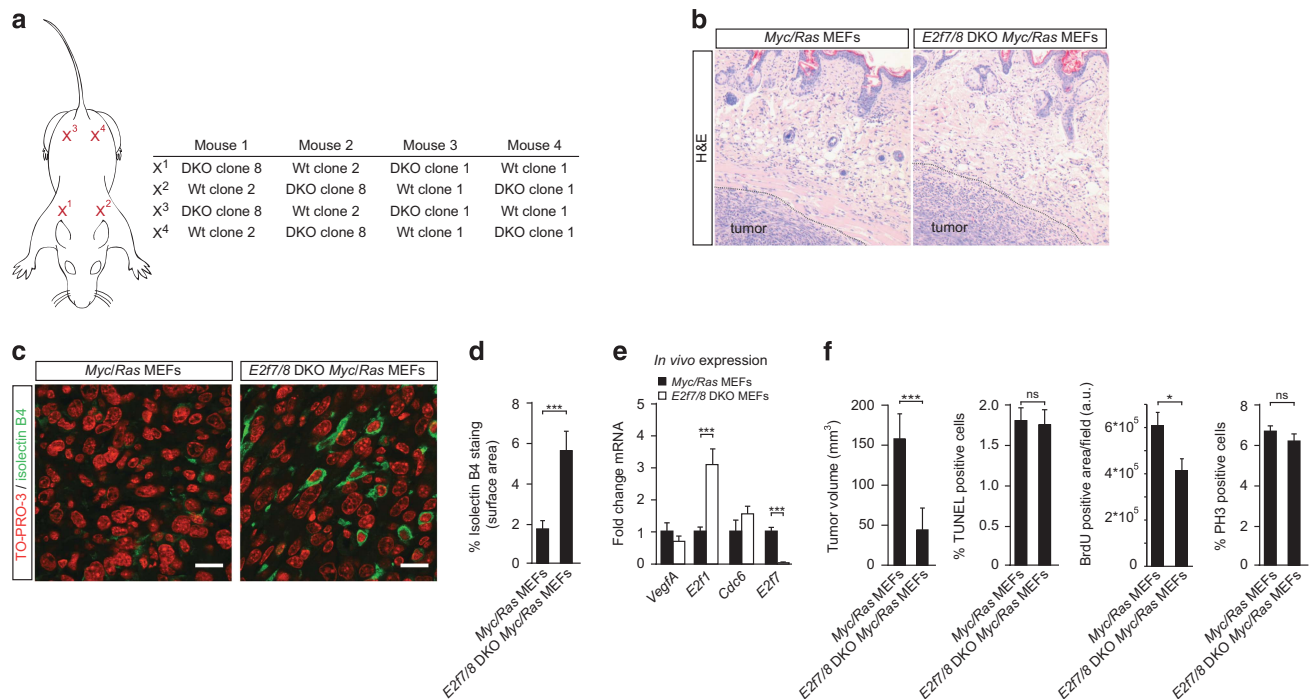 a
X3 X4
X1 X2
Mouse 1 Mouse 2 Mouse 3 Mouse 4
X1 DKO clone 8 Wt clone 2 DKO clone 1 Wt clone 1
X2 Wt clone 2 DKO clone 8 Wt clone 1 DKO clone 1
X3 DKO clone 8 Wt clone 2 DKO clone 1 Wt clone 1
X4 Wt clone 2 DKO clone 8 Wt clone 1 DKO clone 1
b
Myc/Ras MEFs
E2f7/8 DKO Myc/Ras MEFs
H&E
tumor
tumor
c
Myc/Ras MEFs
E2f7/8 DKO Myc/Ras MEFs
TO-PRO-3 / isolectin B4
d
% Isolectin B4 staing
(surface area)
8
6
4
2
0
***
Myc/Ras MEFs
E2f7/8 DKO Myc/Ras MEFs
e
In vivo expression
Myc/Ras MEFs
E2f7/8 DKO MEFs
Fold change mRNA
5
4
3
2
1
0
***
***
VegfA
E2f1
Cdc6
E2f7
f
Tumor volume (mm3)
200
150
100
50
0
***
Myc/Ras MEFs
E2f7/8 DKO Myc/Ras MEFs
% TUNEL positive cells
2.0
1.5
1.0
0.5
0.0
ns
Myc/Ras MEFs
E2f7/8 DKO Myc/Ras MEFs
BrdU positive area/field (a.u.)
6*10^5
4*10^5
2*10^5
0
*
Myc/Ras MEFs
E2f7/8 DKO Myc/Ras MEFs
% PH3 positive cells
8
6
4
2
0
ns
Myc/Ras MEFs
E2f7/8 DKO Myc/Ras MEFs